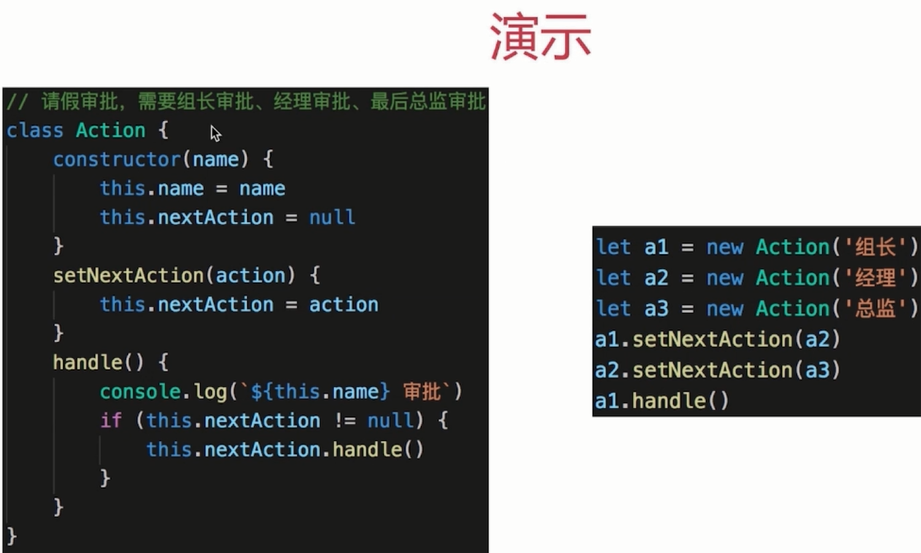 演示
// 请假审批，需要组长审批、经理审批、最后总监审批
class Action {
    constructor(name) {
        this.name = name
        this.nextAction = null
    }
    setNextAction(action) {
        this.nextAction = action
    }
    handle() {
        console.log(`${this.name} 审批`)
        if (this.nextAction != null) {
            this.nextAction.handle()
        }
    }
}
let a1 = new Action('组长')
let a2 = new Action('经理')
let a3 = new Action('总监')
a1.setNextAction(a2)
a2.setNextAction(a3)
a1.handle()